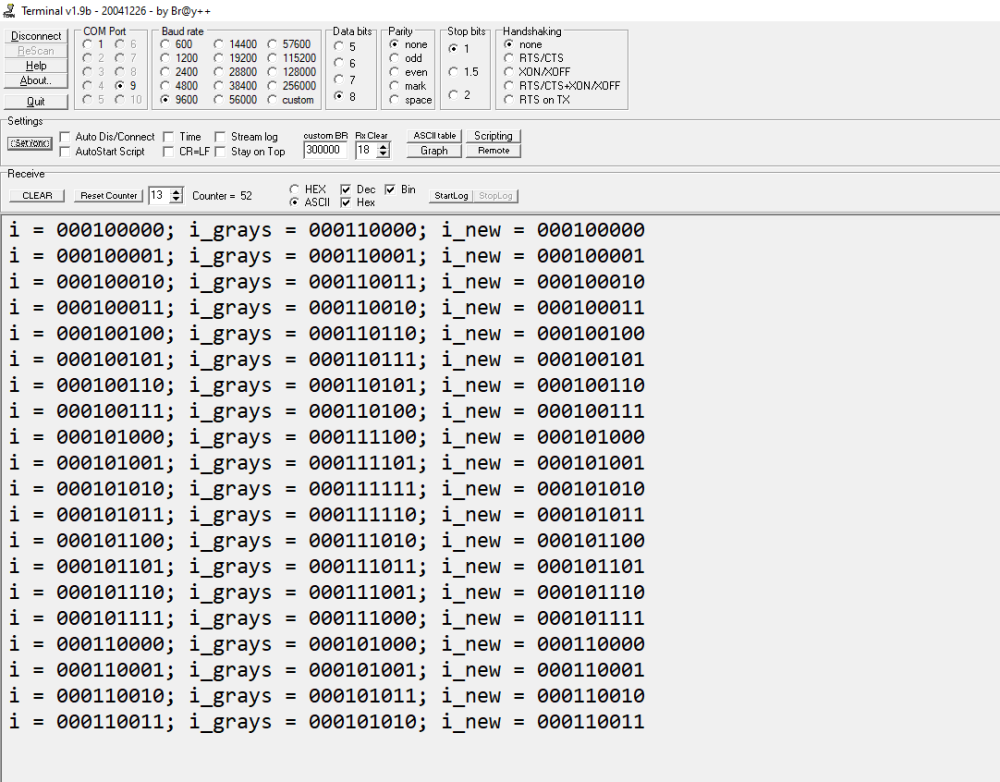 Terminal v1.9b - 20041226 - by Br@y++
Disconnect
ReScan
Help
About..
Quit
COM Port
1 6
2 7
3 8
4 9
5 10
Baud rate
600 14400 57600
1200 19200 115200
2400 28800 128000
4800 38400 256000
9600 56000 custom
Data bits
5
6
7
8
Parity
none
odd
even
mark
space
Stop bits
1
1.5
2
Handshaking
none
RTS/CTS
XON/XOFF
RTS/CTS+XON/XOFF
RTS on TX
Settings
Set font
Auto Dis/Connect Time Stream log
AutoStart Script CR=LF Stay on Top
custom BR Rx Clear
300000 18
ASCII table Scripting
Graph Remote
Receive
CLEAR Reset Counter 13 Counter = 52
HEX Dec Bin
ASCII Hex
StartLog StopLog
i = 000100000; i_grays = 000110000; i_new = 000100000
i = 000100001; i_grays = 000110001; i_new = 000100001
i = 000100010; i_grays = 000110011; i_new = 000100010
i = 000100011; i_grays = 000110010; i_new = 000100011
i = 000100100; i_grays = 000110110; i_new = 000100100
i = 000100101; i_grays = 000110111; i_new = 000100101
i = 000100110; i_grays = 000110101; i_new = 000100110
i = 000100111; i_grays = 000110100; i_new = 000100111
i = 000101000; i_grays = 000111100; i_new = 000101000
i = 000101001; i_grays = 000111101; i_new = 000101001
i = 000101010; i_grays = 000111111; i_new = 000101010
i = 000101011; i_grays = 000111110; i_new = 000101011
i = 000101100; i_grays = 000111010; i_new = 000101100
i = 000101101; i_grays = 000111011; i_new = 000101101
i = 000101110; i_grays = 000111001; i_new = 000101110
i = 000101111; i_grays = 000111000; i_new = 000101111
i = 000110000; i_grays = 000101000; i_new = 000110000
i = 000110001; i_grays = 000101001; i_new = 000110001
i = 000110010; i_grays = 000101011; i_new = 000110010
i = 000110011; i_grays = 000101010; i_new = 000110011